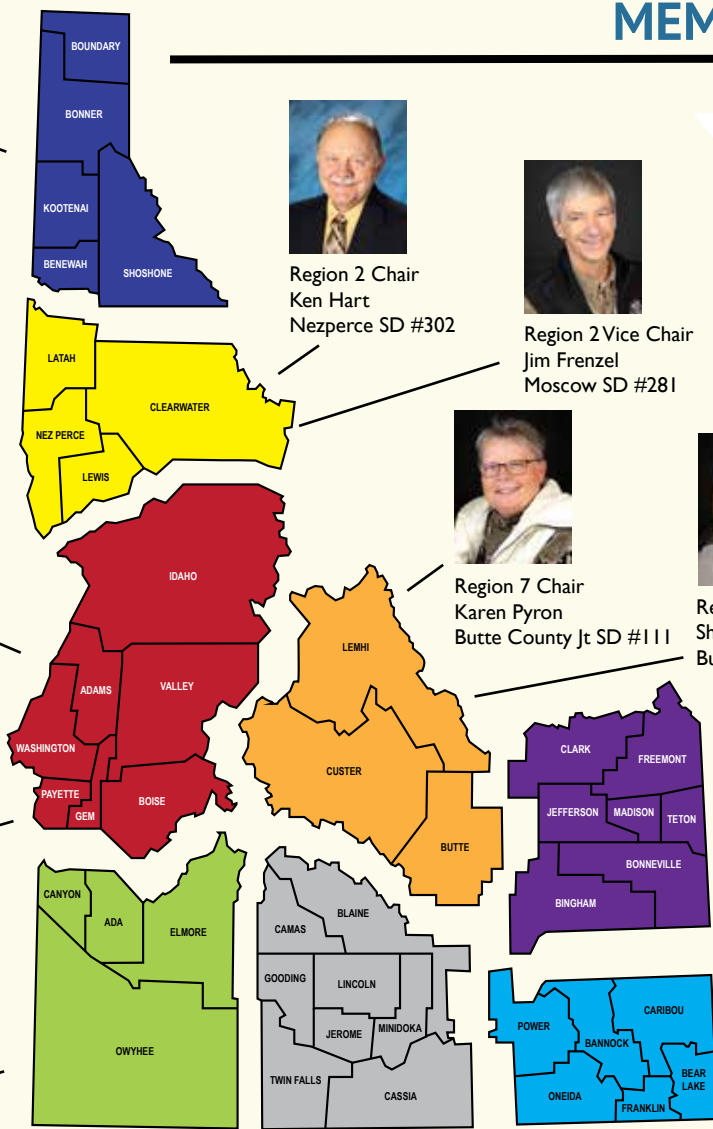 MEM
BOUNDARY
BONNER
KOOTENAI
BENEWAH
SHOSHONE
Region 2 Chair
Ken Hart
Nezperce SD #302
Region 2 Vice Chair
Jim Frenzel
Moscow SD #281
LATAH
CLEARWATER
NEZ PERCE
LEWIS
Region 7 Chair
Karen Pyron
Butte County Jt SD #111
Re
Sh
Bu
IDAHO
ADAMS
VALLEY
WASHINGTON
PAYETTE
GEM
BOISE
LEMHI
CUSTER
BUTTE
CLARK
FREEMONT
JEFFERSON
MADISON
TETON
BONNEVILLE
BINGHAM
CANYON
ADA
ELMORE
OWYHEE
BLAINE
CAMAS
GOODING
LINCOLN
JEROME
MINIDOKA
TWIN FALLS
CASSIA
POWER
CARIBOU
BANNOCK
BEAR
LAKE
ONEIDA
FRANKLIN